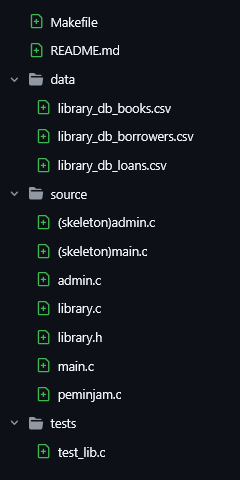 Makefile
README.md
data
library_db_books.csv
library_db_borrowers.csv
library_db_loans.csv
source
(skeleton)admin.c
(skeleton)main.c
admin.c
library.c
library.h
main.c
peminjam.c
tests
test_lib.c